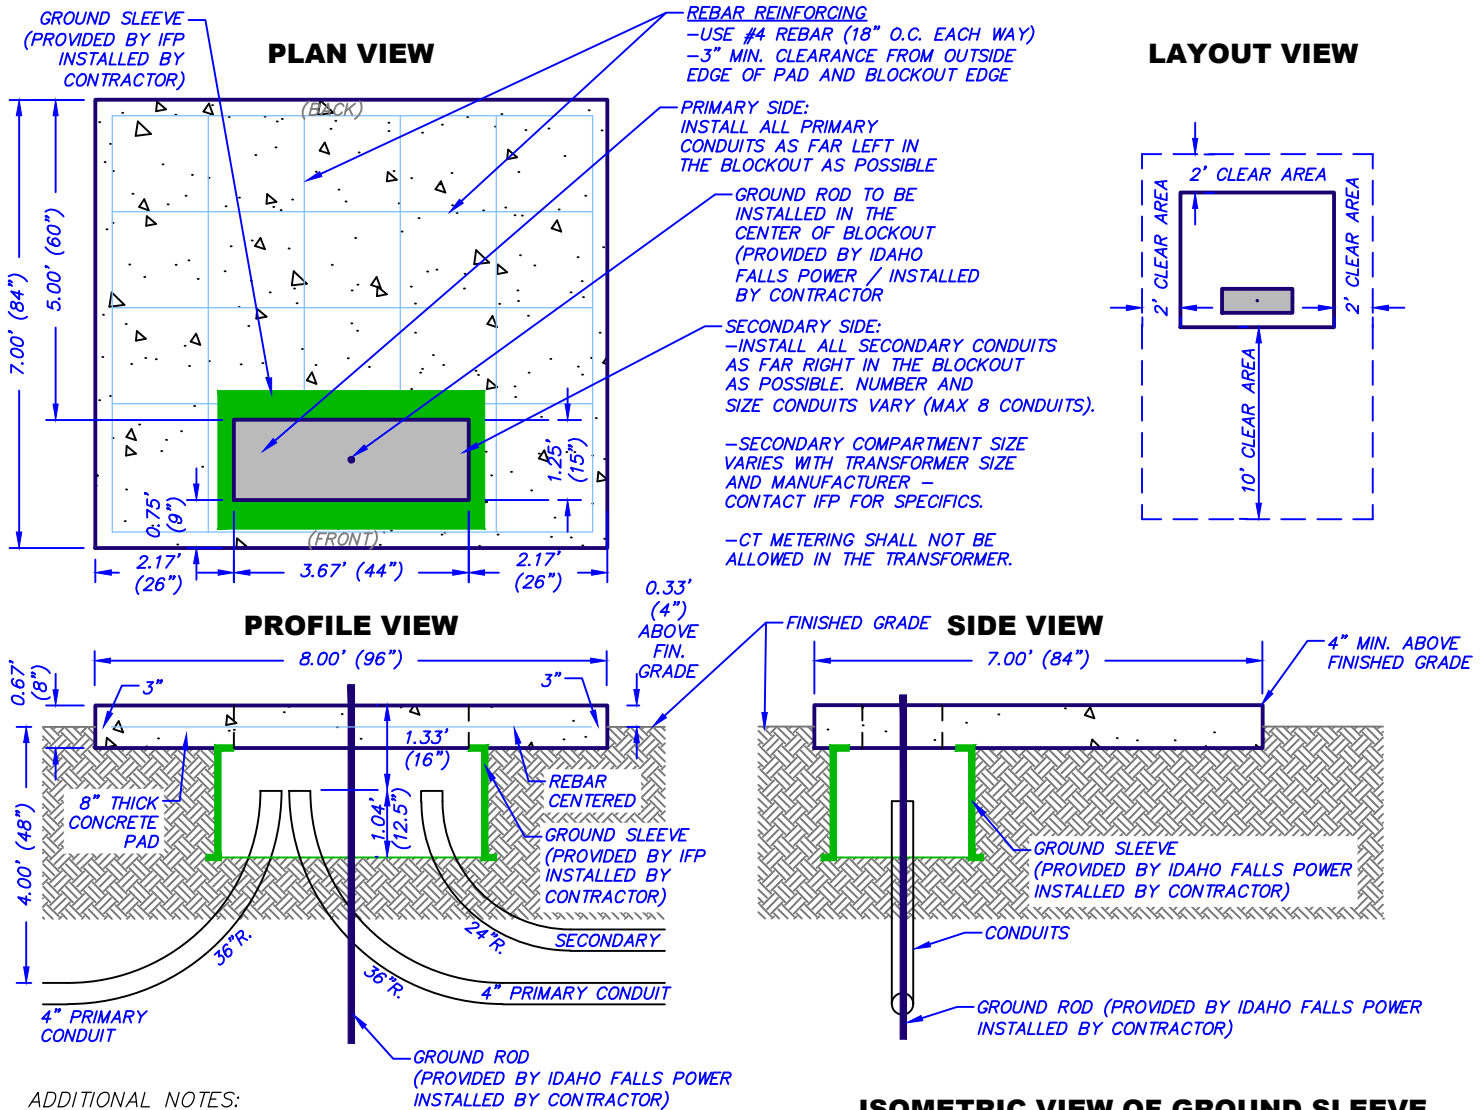 GROUND SLEEVE
(PROVIDED BY IFP
INSTALLED BY
CONTRACTOR)
PLAN VIEW
REBAR REINFORCING
-USE #4 REBAR (18" O.C. EACH WAY)
-3" MIN. CLEARANCE FROM OUTSIDE
EDGE OF PAD AND BLOCKOUT EDGE
LAYOUT VIEW
(BACK)
PRIMARY SIDE:
INSTALL ALL PRIMARY
CONDUITS AS FAR LEFT IN
THE BLOCKOUT AS POSSIBLE
GROUND ROD TO BE
INSTALLED IN THE
CENTER OF BLOCKOUT
(PROVIDED BY IDAHO
FALLS POWER / INSTALLED
BY CONTRACTOR
SECONDARY SIDE:
-INSTALL ALL SECONDARY CONDUITS
AS FAR RIGHT IN THE BLOCKOUT
AS POSSIBLE. NUMBER AND
SIZE CONDUITS VARY (MAX 8 CONDUITS).
-SECONDARY COMPARTMENT SIZE
VARIES WITH TRANSFORMER SIZE
AND MANUFACTURER -
CONTACT IFP FOR SPECIFICS.
-CT METERING SHALL NOT BE
ALLOWED IN THE TRANSFORMER.
7.00' (84")
5.00' (60")
0.75'
(9")
1.25'
(15")
(FRONT)
2.17'
(26")
3.67' (44")
2.17'
(26")
2' CLEAR AREA
2' CLEAR AREA
2' CLEAR AREA
10' CLEAR AREA
PROFILE VIEW
8.00' (96")
0.67'
(8")
3"
3"
0.33'
(4")
ABOVE
FIN.
GRADE
FINISHED GRADE
SIDE VIEW
7.00' (84")
4" MIN. ABOVE
FINISHED GRADE
4.00' (48")
1.33'
(16")
1.04'
(12.5")
8" THICK
CONCRETE
PAD
REBAR
CENTERED
GROUND SLEEVE
(PROVIDED BY IFP
INSTALLED BY
CONTRACTOR)
36"R.
36"R.
24"R.
SECONDARY
4" PRIMARY CONDUIT
4" PRIMARY
CONDUIT
GROUND ROD
(PROVIDED BY IDAHO FALLS POWER
INSTALLED BY CONTRACTOR)
GROUND SLEEVE
(PROVIDED BY IDAHO FALLS POWER
INSTALLED BY CONTRACTOR)
CONDUITS
GROUND ROD (PROVIDED BY IDAHO FALLS POWER
INSTALLED BY CONTRACTOR)
ADDITIONAL NOTES:
ISOMETRIC VIEW OF GROUND SLEEVE